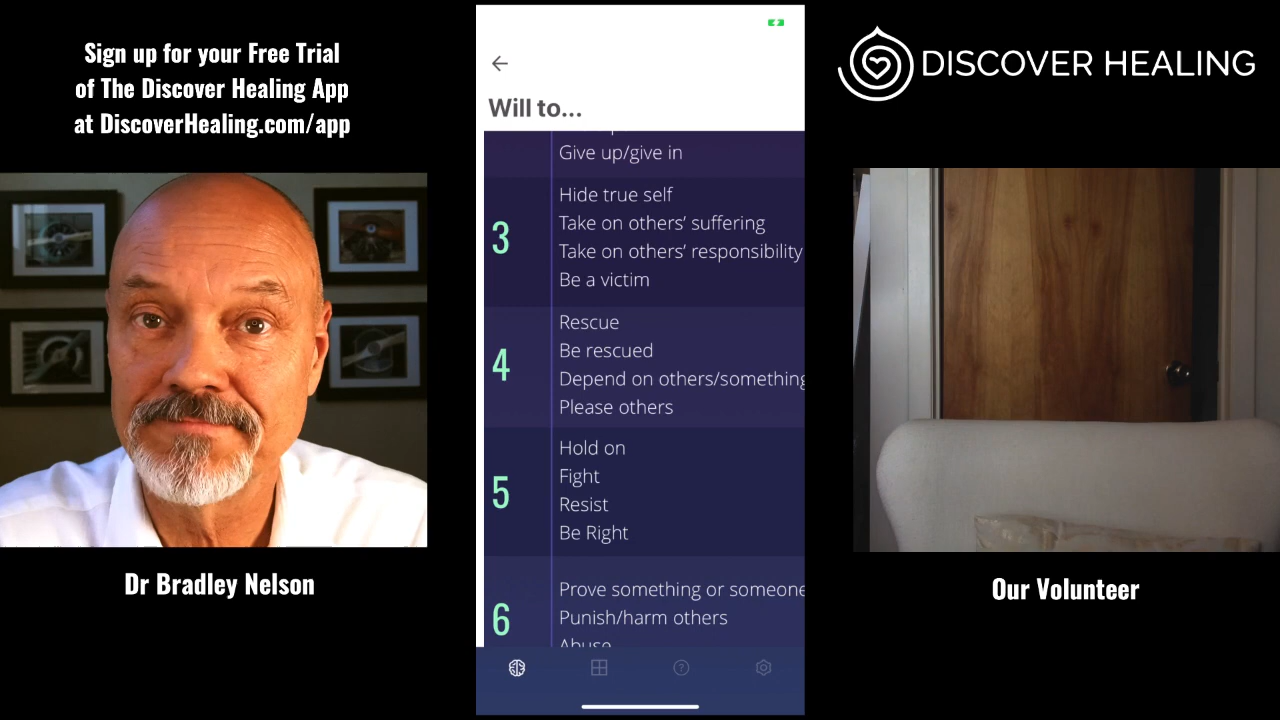 Sign up for your Free Trial
of The Discover Healing App
at DiscoverHealing.com/app
Dr Bradley Nelson
Will to...
Give up/give in
3
Hide true self
Take on others’ suffering
Take on others’ responsibility
Be a victim
4
Rescue
Be rescued
Depend on others/something
Please others
5
Hold on
Fight
Resist
Be Right
6
Prove something or someone
Punish/harm others
Abuse
?
DISCOVER HEALING
Our Volunteer